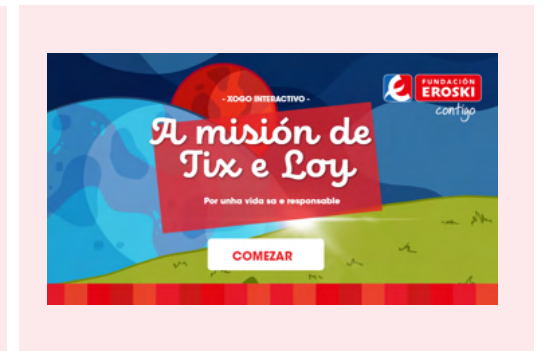 FUNDACIÓN
EROSKI
contigo
- XOGO INTERACTIVO -
A misión de
Tix e Loy
Por unha vida sa e responsable
COMEZAR